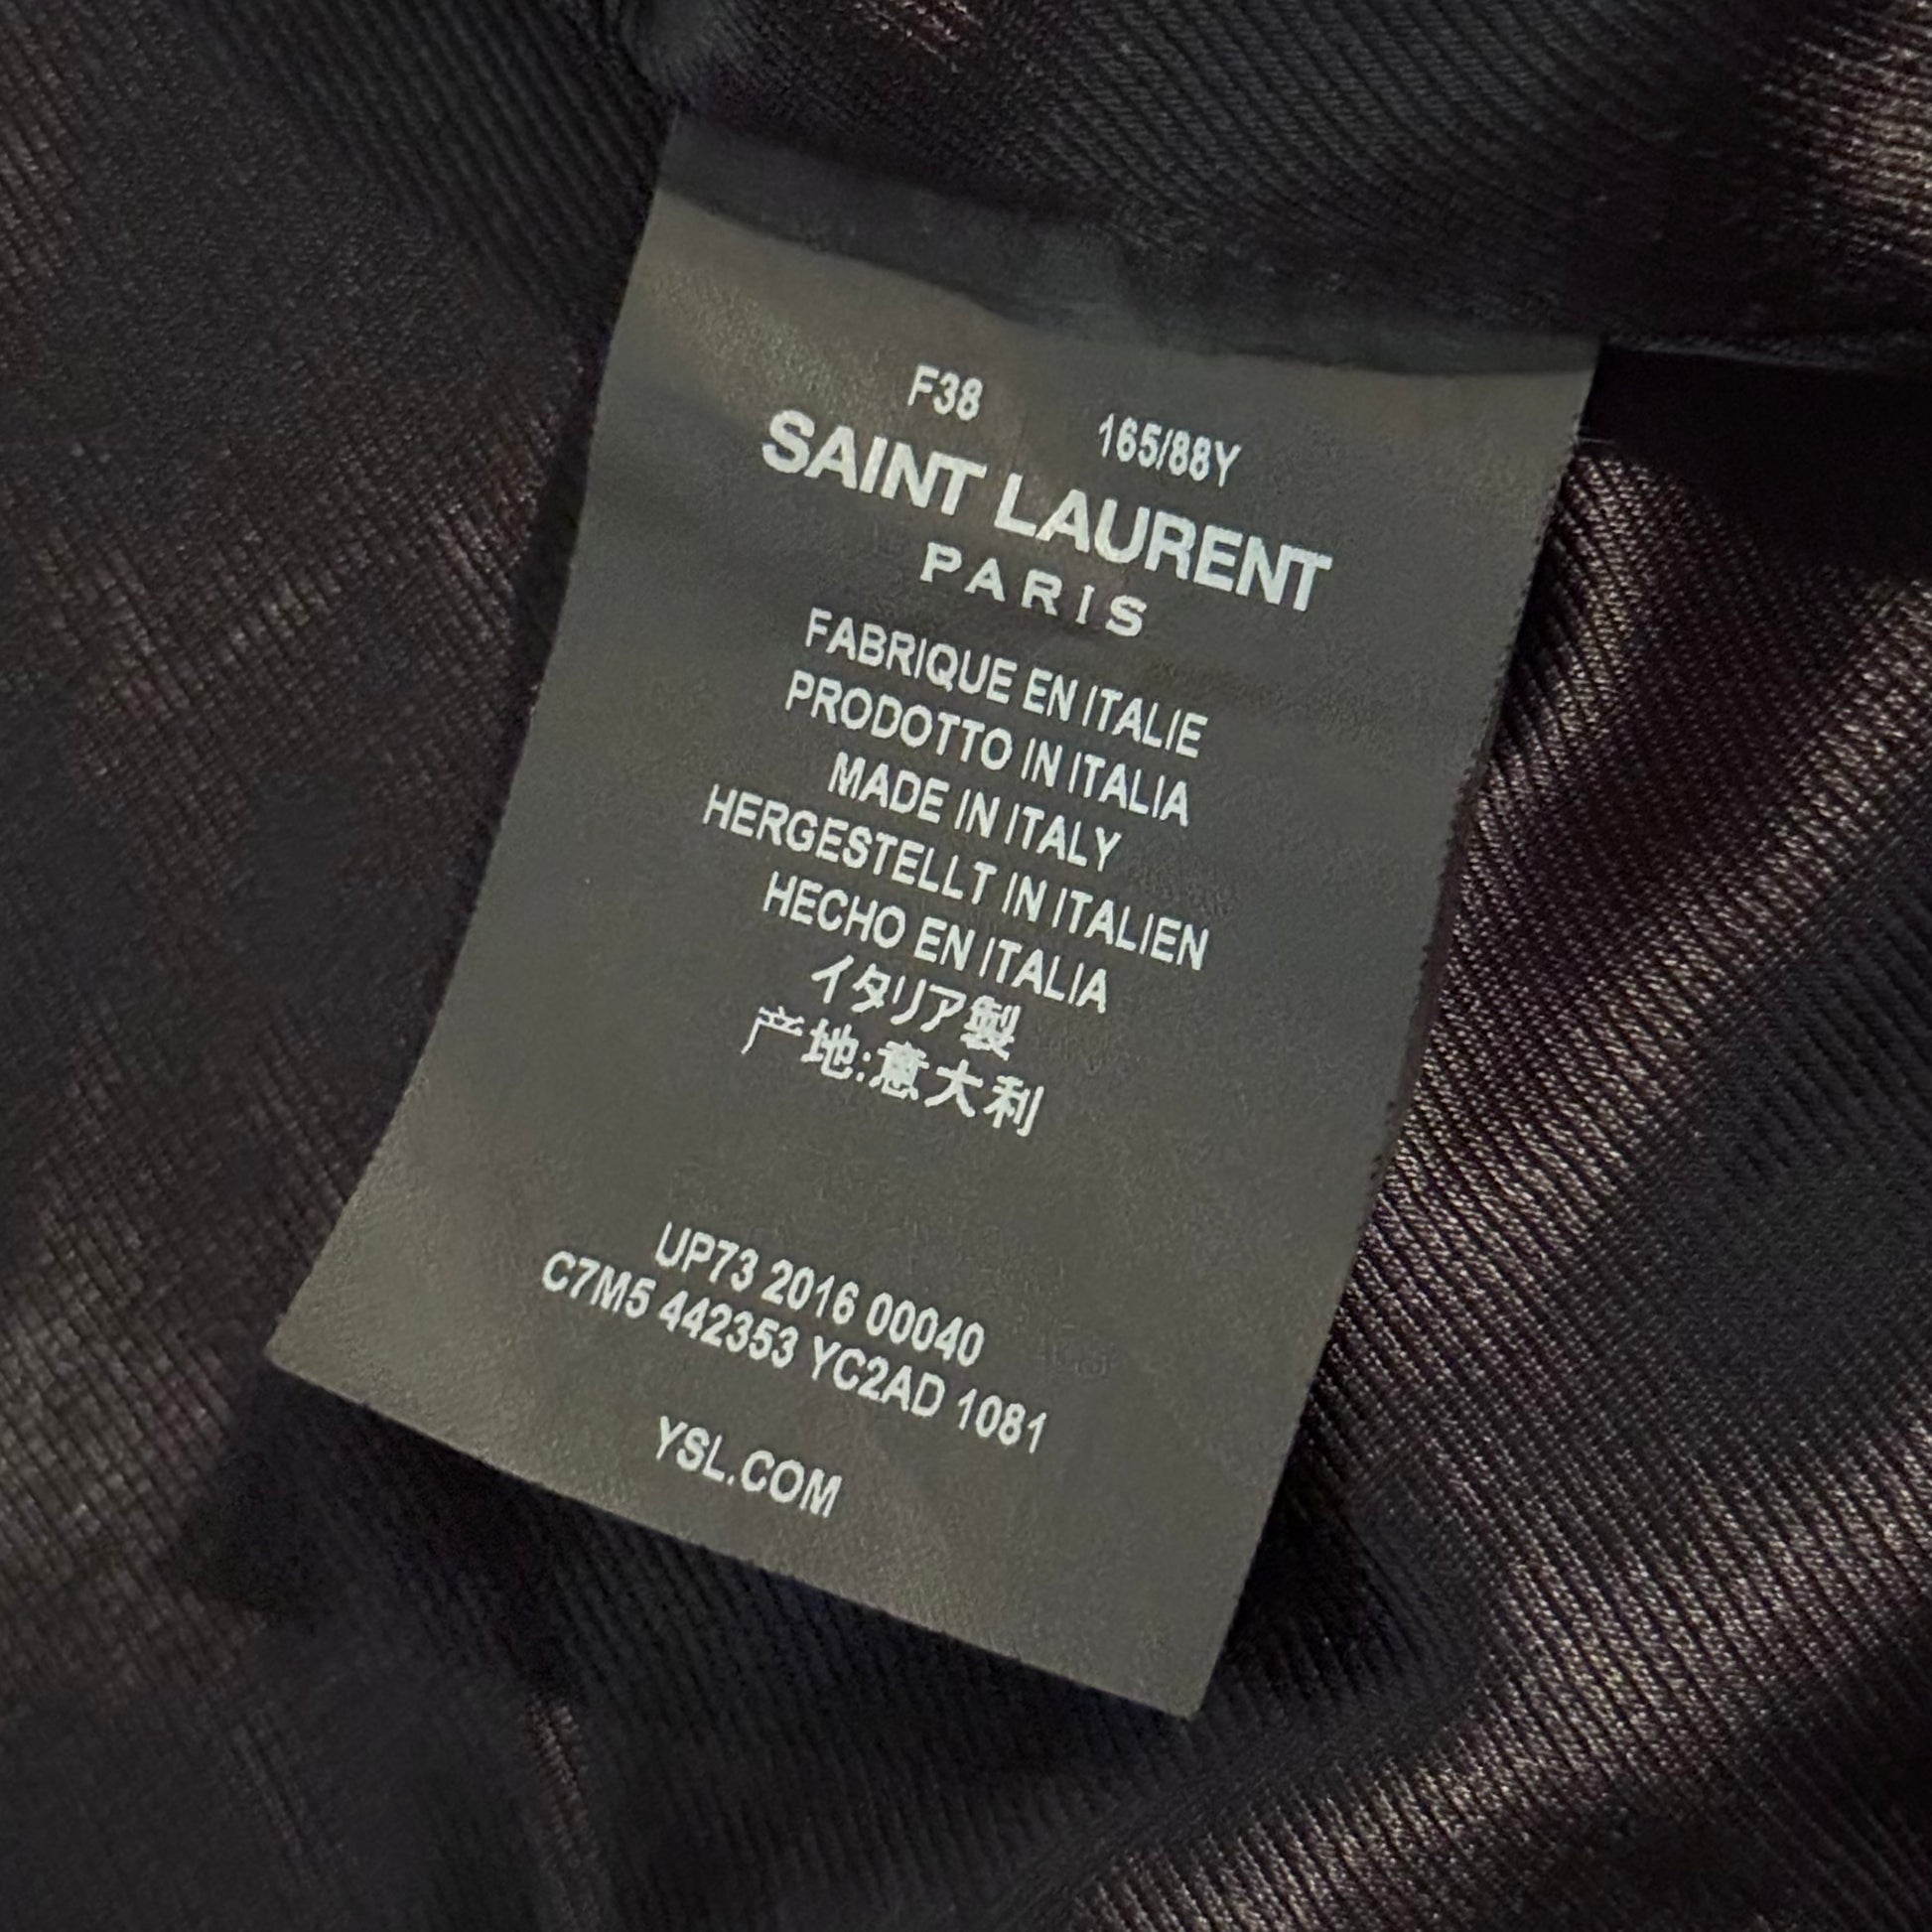 F38 165/88Y
SAINT LAURENT
PARIS
FABRIQUE EN ITALIE
PRODOTTO IN ITALIA
MADE IN ITALY
HERGESTELLT IN ITALIEN
HECHO EN ITALIA
イタリア製
产地:意大利
UP73 2016 00040
C7M5 442353 YC2AD 1081
YSL.COM